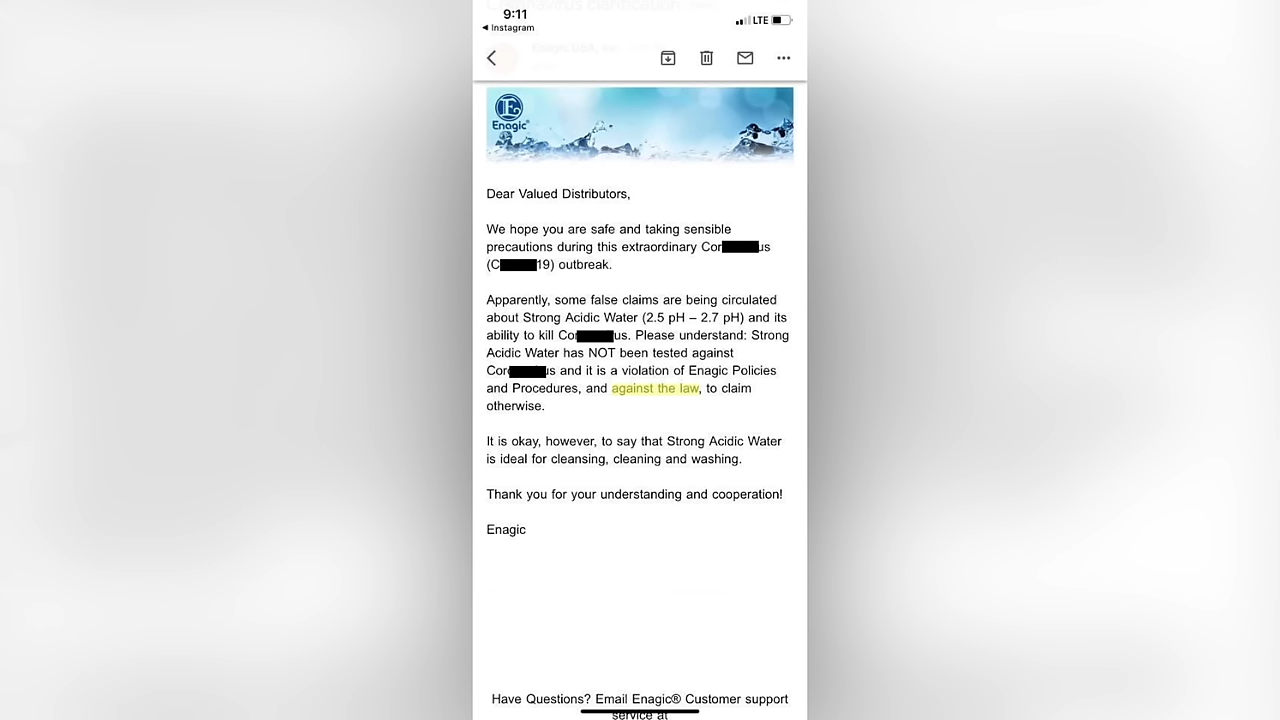 9:11
LTE
Instagram
Enagic
Dear Valued Distributors,
We hope you are safe and taking sensible
precautions during this extraordinary Cor us
(C 19) outbreak.
Apparently, some false claims are being circulated
about Strong Acidic Water (2.5 pH – 2.7 pH) and its
ability to kill Co us. Please understand: Strong
Acidic Water has NOT been tested against
Cor us and it is a violation of Enagic Policies
and Procedures, and against the law, to claim
otherwise.
It is okay, however, to say that Strong Acidic Water
is ideal for cleansing, cleaning and washing.
Thank you for your understanding and cooperation!
Enagic
Have Questions? Email Enagic® Customer support
service at